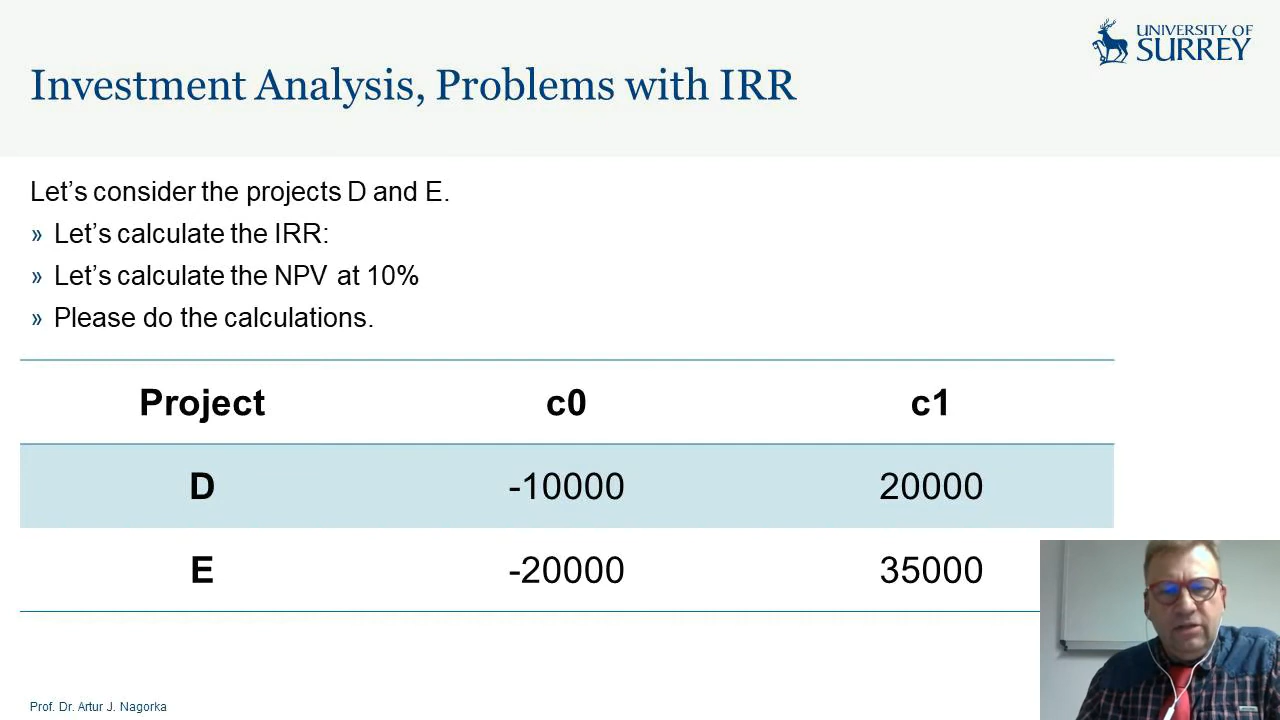 UNIVERSITY OF
SURREY
Investment Analysis, Problems with IRR
Let's consider the projects D and E.
» Let's calculate the IRR:
» Let's calculate the NPV at 10%
» Please do the calculations.
Project c0 c1
D -10000 20000
E -20000 35000
Prof. Dr. Artur J. Nagorka